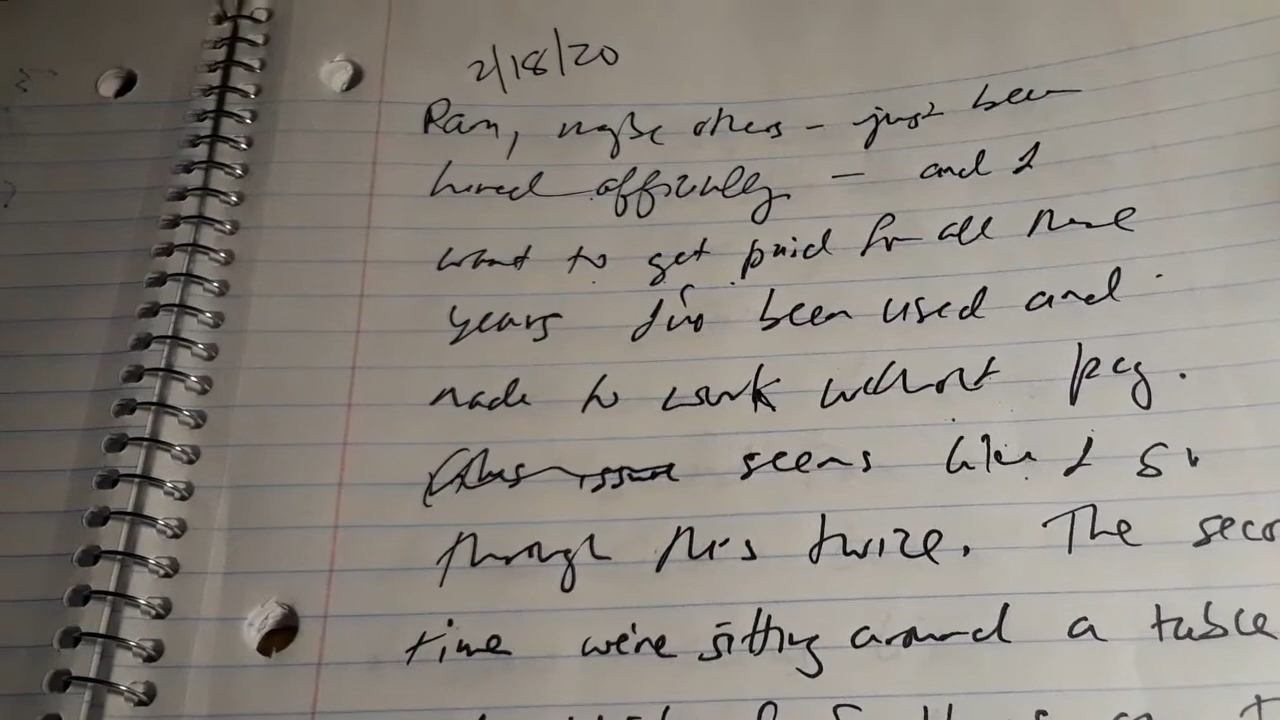 2/18/20
Pam, maybe others - just been
hired officially - and I
want to get paid for all these
years I've been used and
made to work without pay.
seems like I go
through this twice. The seco
time we're sitting around a table